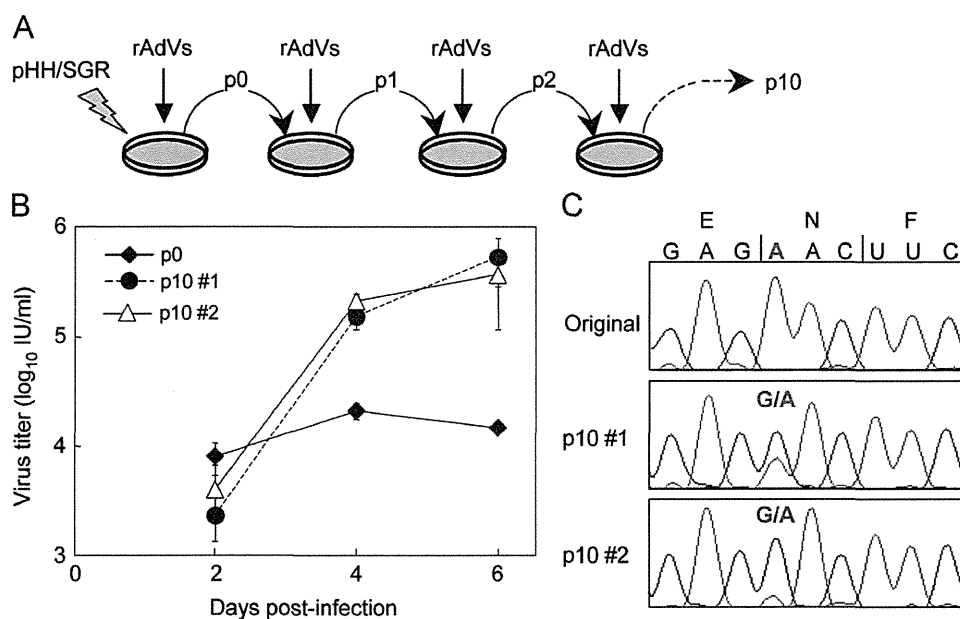 A
pHH/SGR
rAdVs rAdVs rAdVs rAdVs
p0 p1 p2 p10
B
Virus titer (log10 IU/ml)
6
5
4
3
0 2 4 6
Days post-infection
p0
p10 #1
p10 #2
C
E N F
G A G A A C U U C
Original
G/A
p10 #1
G/A
p10 #2